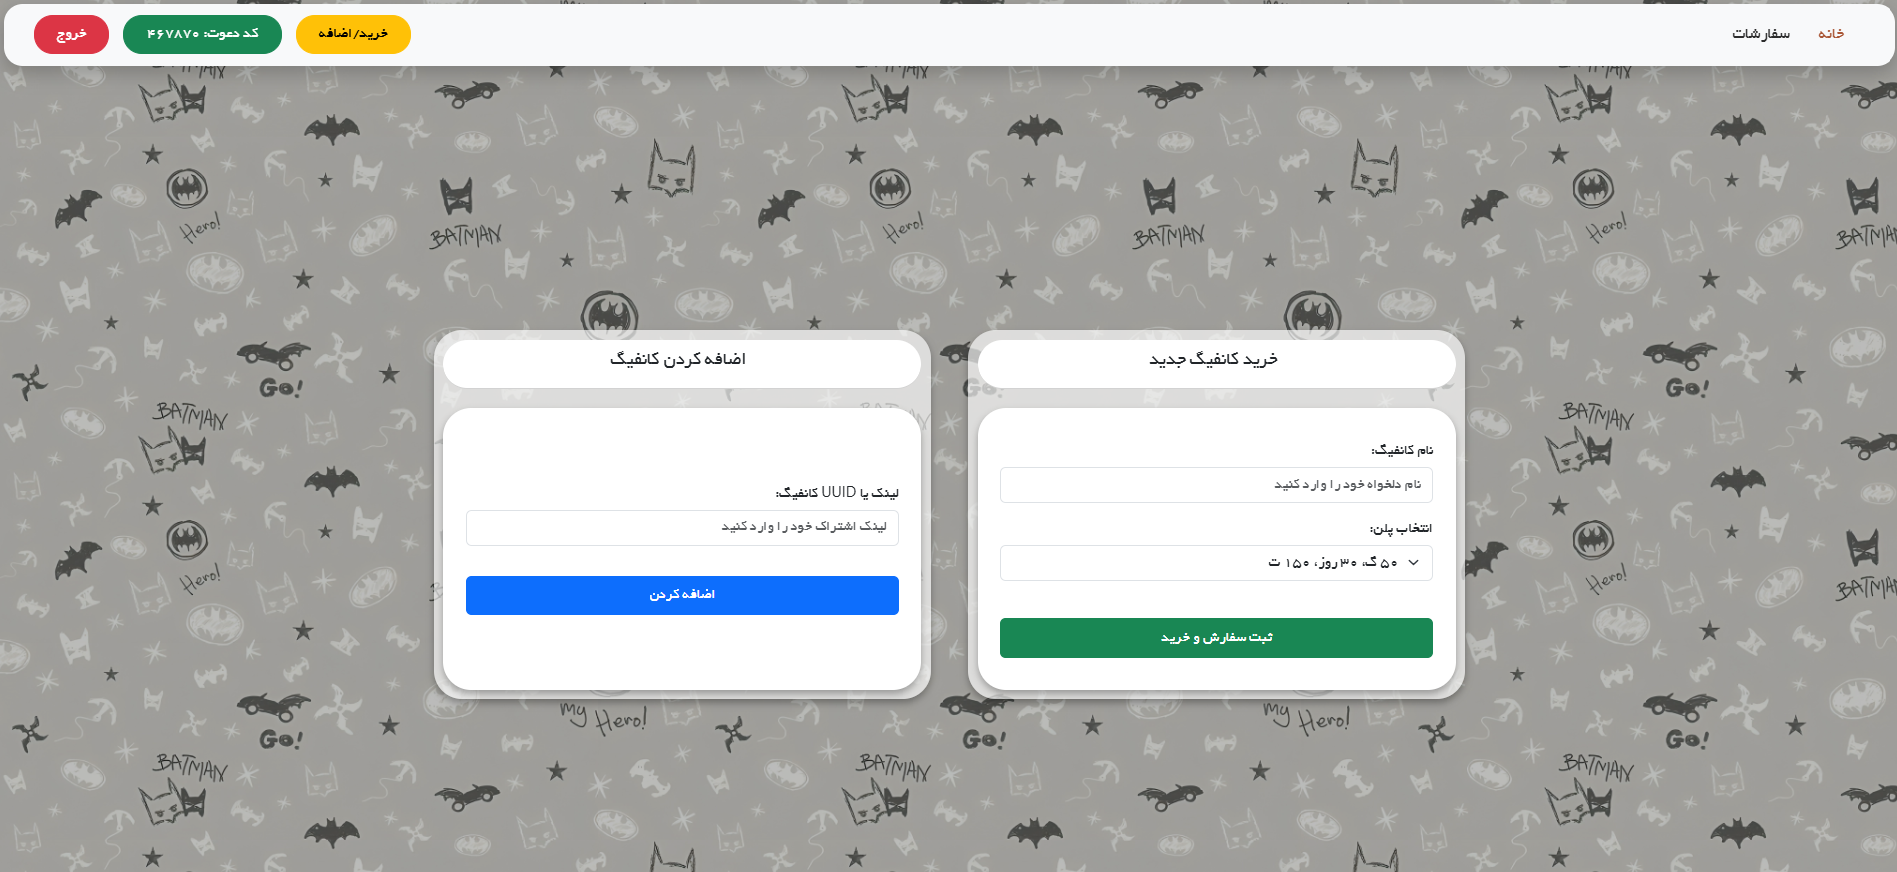 خانه
سفارشات
خرید/اضافه
کد دعوت: ۴۶۷۸۷۰
خروج
خرید کانفیگ جدید
نام کانفیگ:
نام دلخواه خود را وارد کنید
انتخاب پلن:
۵۰ گ، ۳۰ روز، ۱۵۰ ت
ثبت سفارش و خرید
اضافه کردن کانفیگ
لینک یا UUID کانفیگ:
لینک اشتراک خود را وارد کنید
اضافه کردن
BATMAN
Hero!
Go!
my Hero!